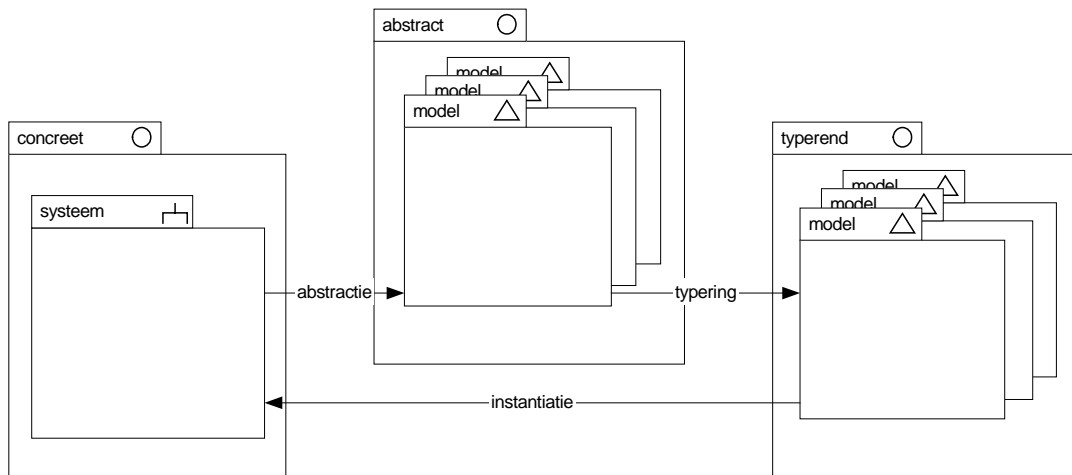 abstract
model
model
model
concreet
systeem
typerend
model
model
model
abstractie
typering
instantiatie